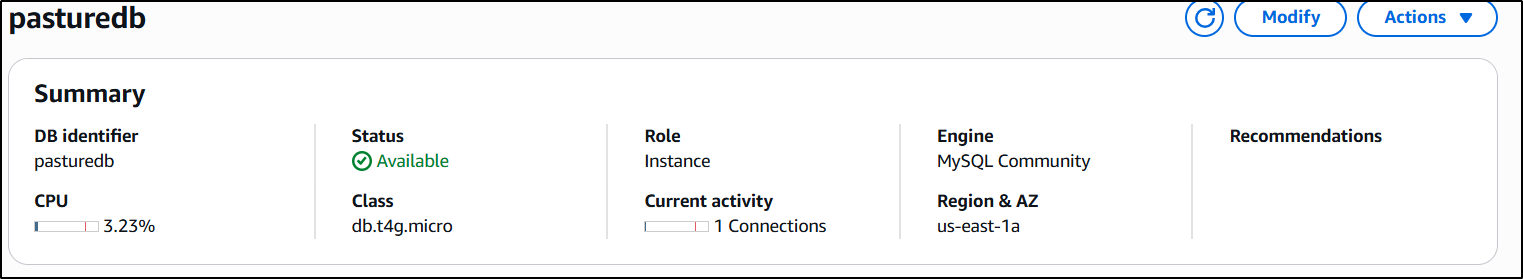 pasturedb
Modify
Actions
Summary
DB identifier
pasturedb
Status
Available
Role
Instance
Engine
MySQL Community
Recommendations
CPU
3.23%
Class
db.t4g.micro
Current activity
1 Connections
Region & AZ
us-east-1a